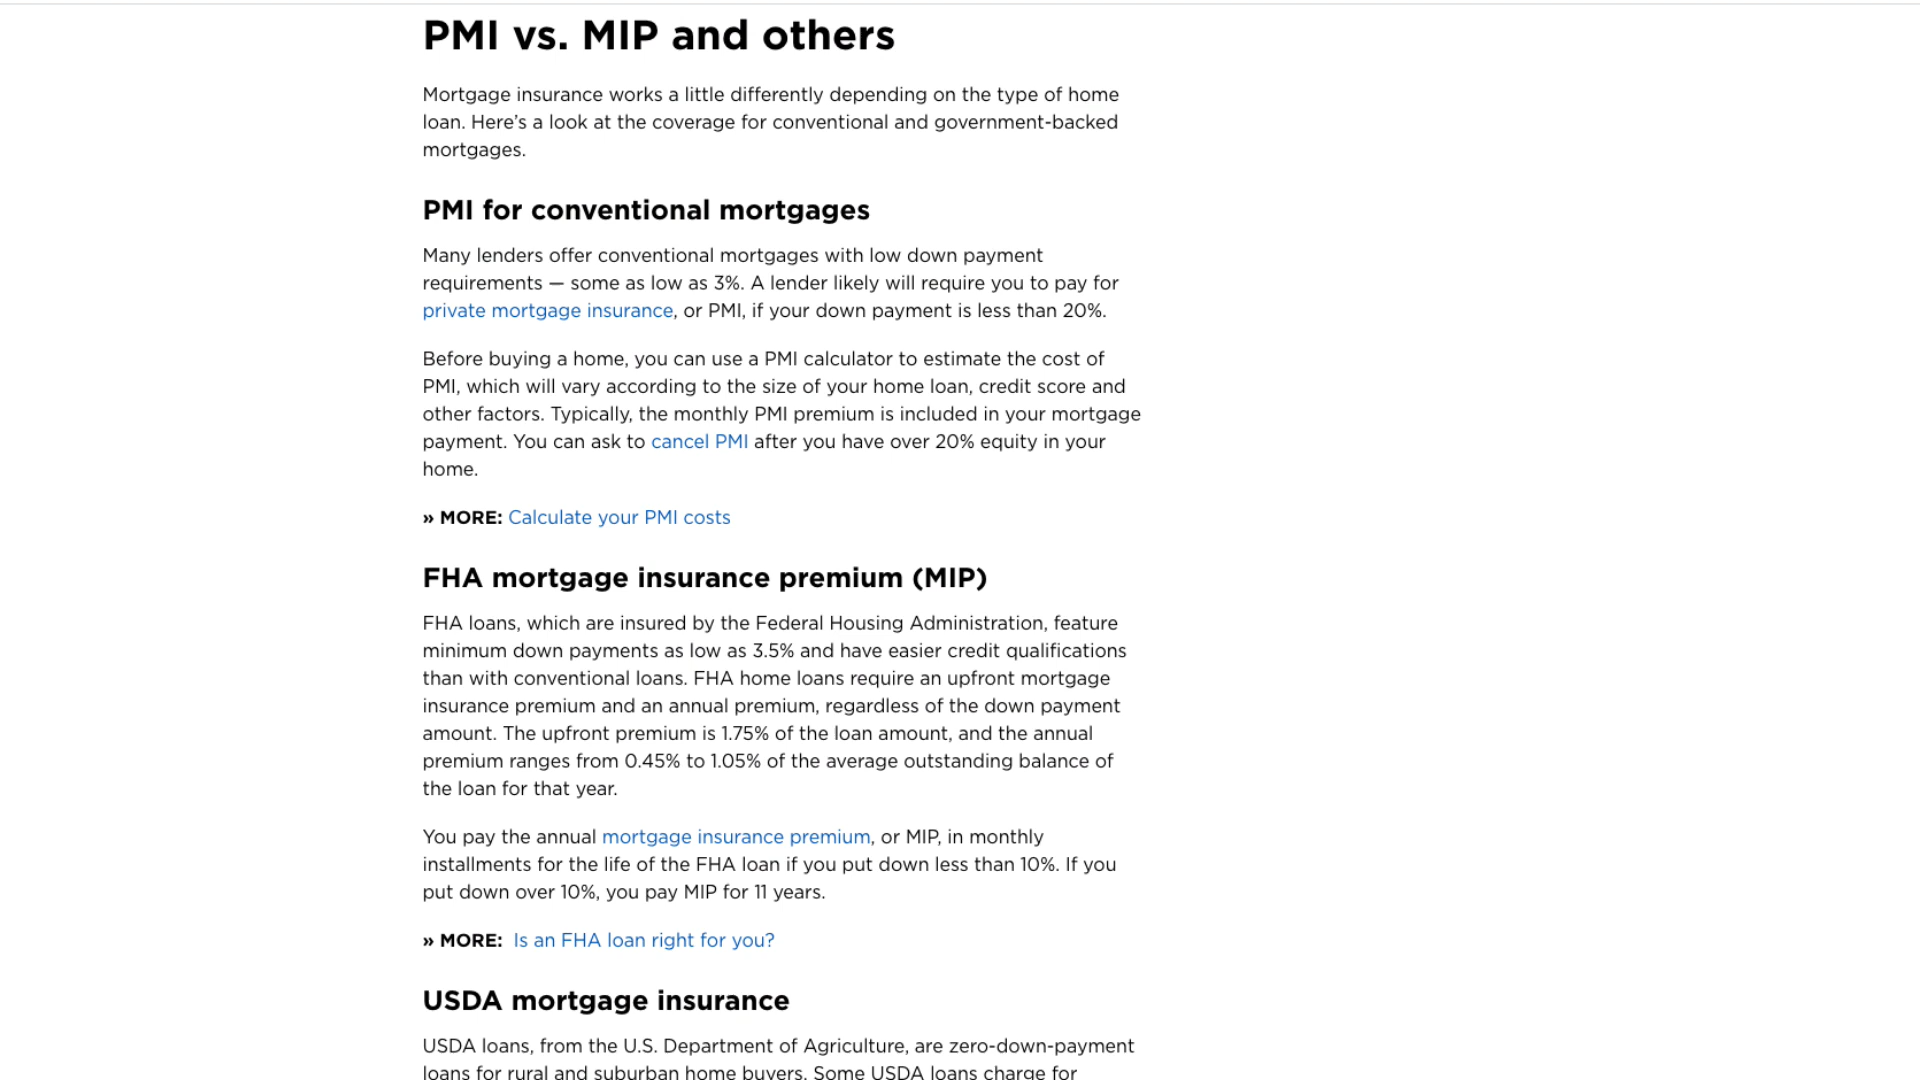 PMI vs. MIP and others
Mortgage insurance works a little differently depending on the type of home
loan. Here’s a look at the coverage for conventional and government-backed
mortgages.
PMI for conventional mortgages
Many lenders offer conventional mortgages with low down payment
requirements — some as low as 3%. A lender likely will require you to pay for
private mortgage insurance, or PMI, if your down payment is less than 20%.
Before buying a home, you can use a PMI calculator to estimate the cost of
PMI, which will vary according to the size of your home loan, credit score and
other factors. Typically, the monthly PMI premium is included in your mortgage
payment. You can ask to cancel PMI after you have over 20% equity in your
home.
» MORE: Calculate your PMI costs
FHA mortgage insurance premium (MIP)
FHA loans, which are insured by the Federal Housing Administration, feature
minimum down payments as low as 3.5% and have easier credit qualifications
than with conventional loans. FHA home loans require an upfront mortgage
insurance premium and an annual premium, regardless of the down payment
amount. The upfront premium is 1.75% of the loan amount, and the annual
premium ranges from 0.45% to 1.05% of the average outstanding balance of
the loan for that year.
You pay the annual mortgage insurance premium, or MIP, in monthly
installments for the life of the FHA loan if you put down less than 10%. If you
put down over 10%, you pay MIP for 11 years.
» MORE: Is an FHA loan right for you?
USDA mortgage insurance
USDA loans, from the U.S. Department of Agriculture, are zero-down-payment
loans for rural and suburban home buyers. Some USDA loans charge for